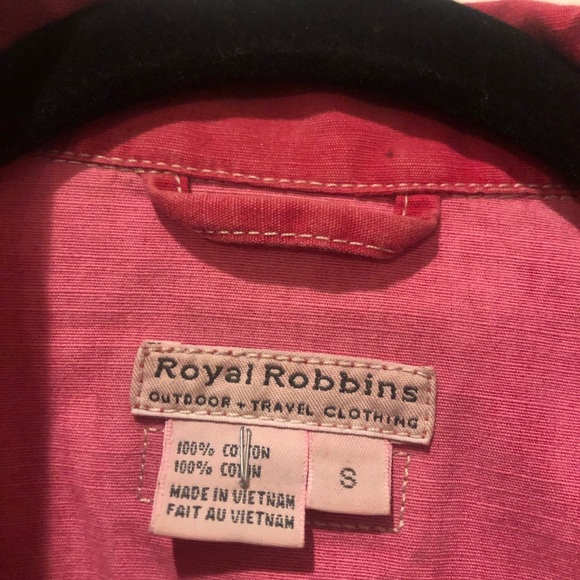 Royal Robbins
OUTDOOR + TRAVEL CLOTHING
100% COTTON
100% COTON
MADE IN VIETNAM
FAIT AU VIETNAM
S